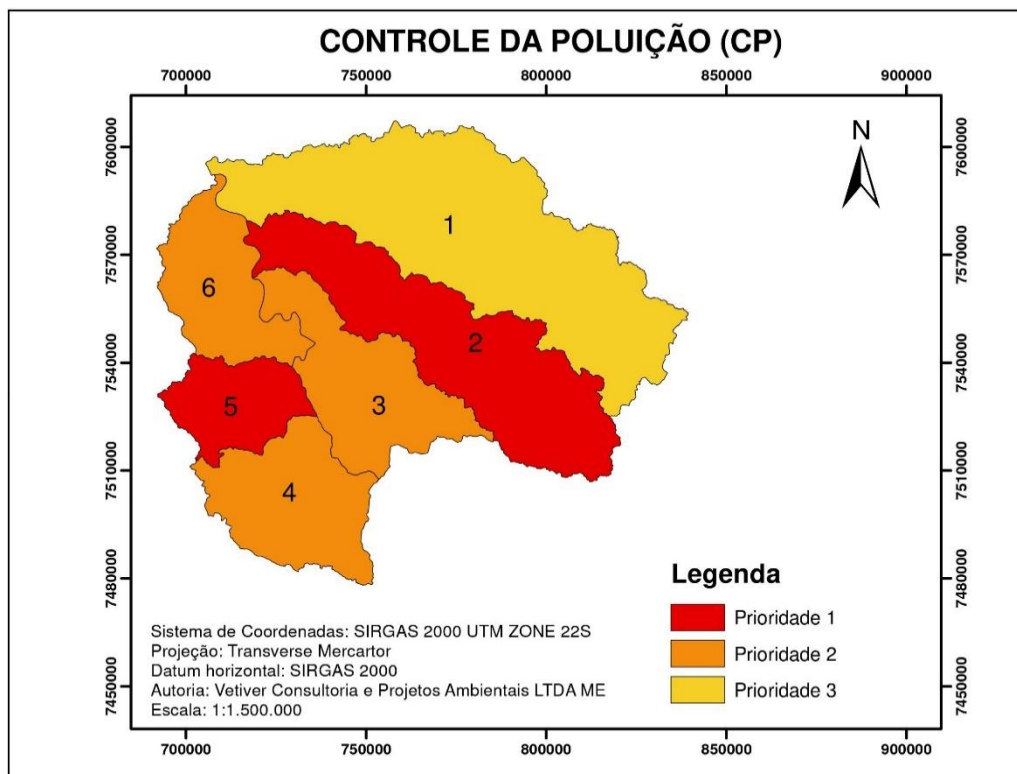 CONTROLE DA POLUIÇÃO (CP)
700000 750000 800000 850000 900000
N
7600000 7600000
1
7570000 7570000
6
2
7540000 7540000
5 3
7510000 7510000
4
7480000 7480000
Legenda
Prioridade 1
Prioridade 2
Prioridade 3
Sistema de Coordenadas: SIRGAS 2000 UTM ZONE 22S
Projeção: Transverse Mercartor
Datum horizontal: SIRGAS 2000
Autoria: Vetiver Consultoria e Projetos Ambientais LTDA ME
Escala: 1:1.500.000
7450000 7450000
700000 750000 800000 850000 900000